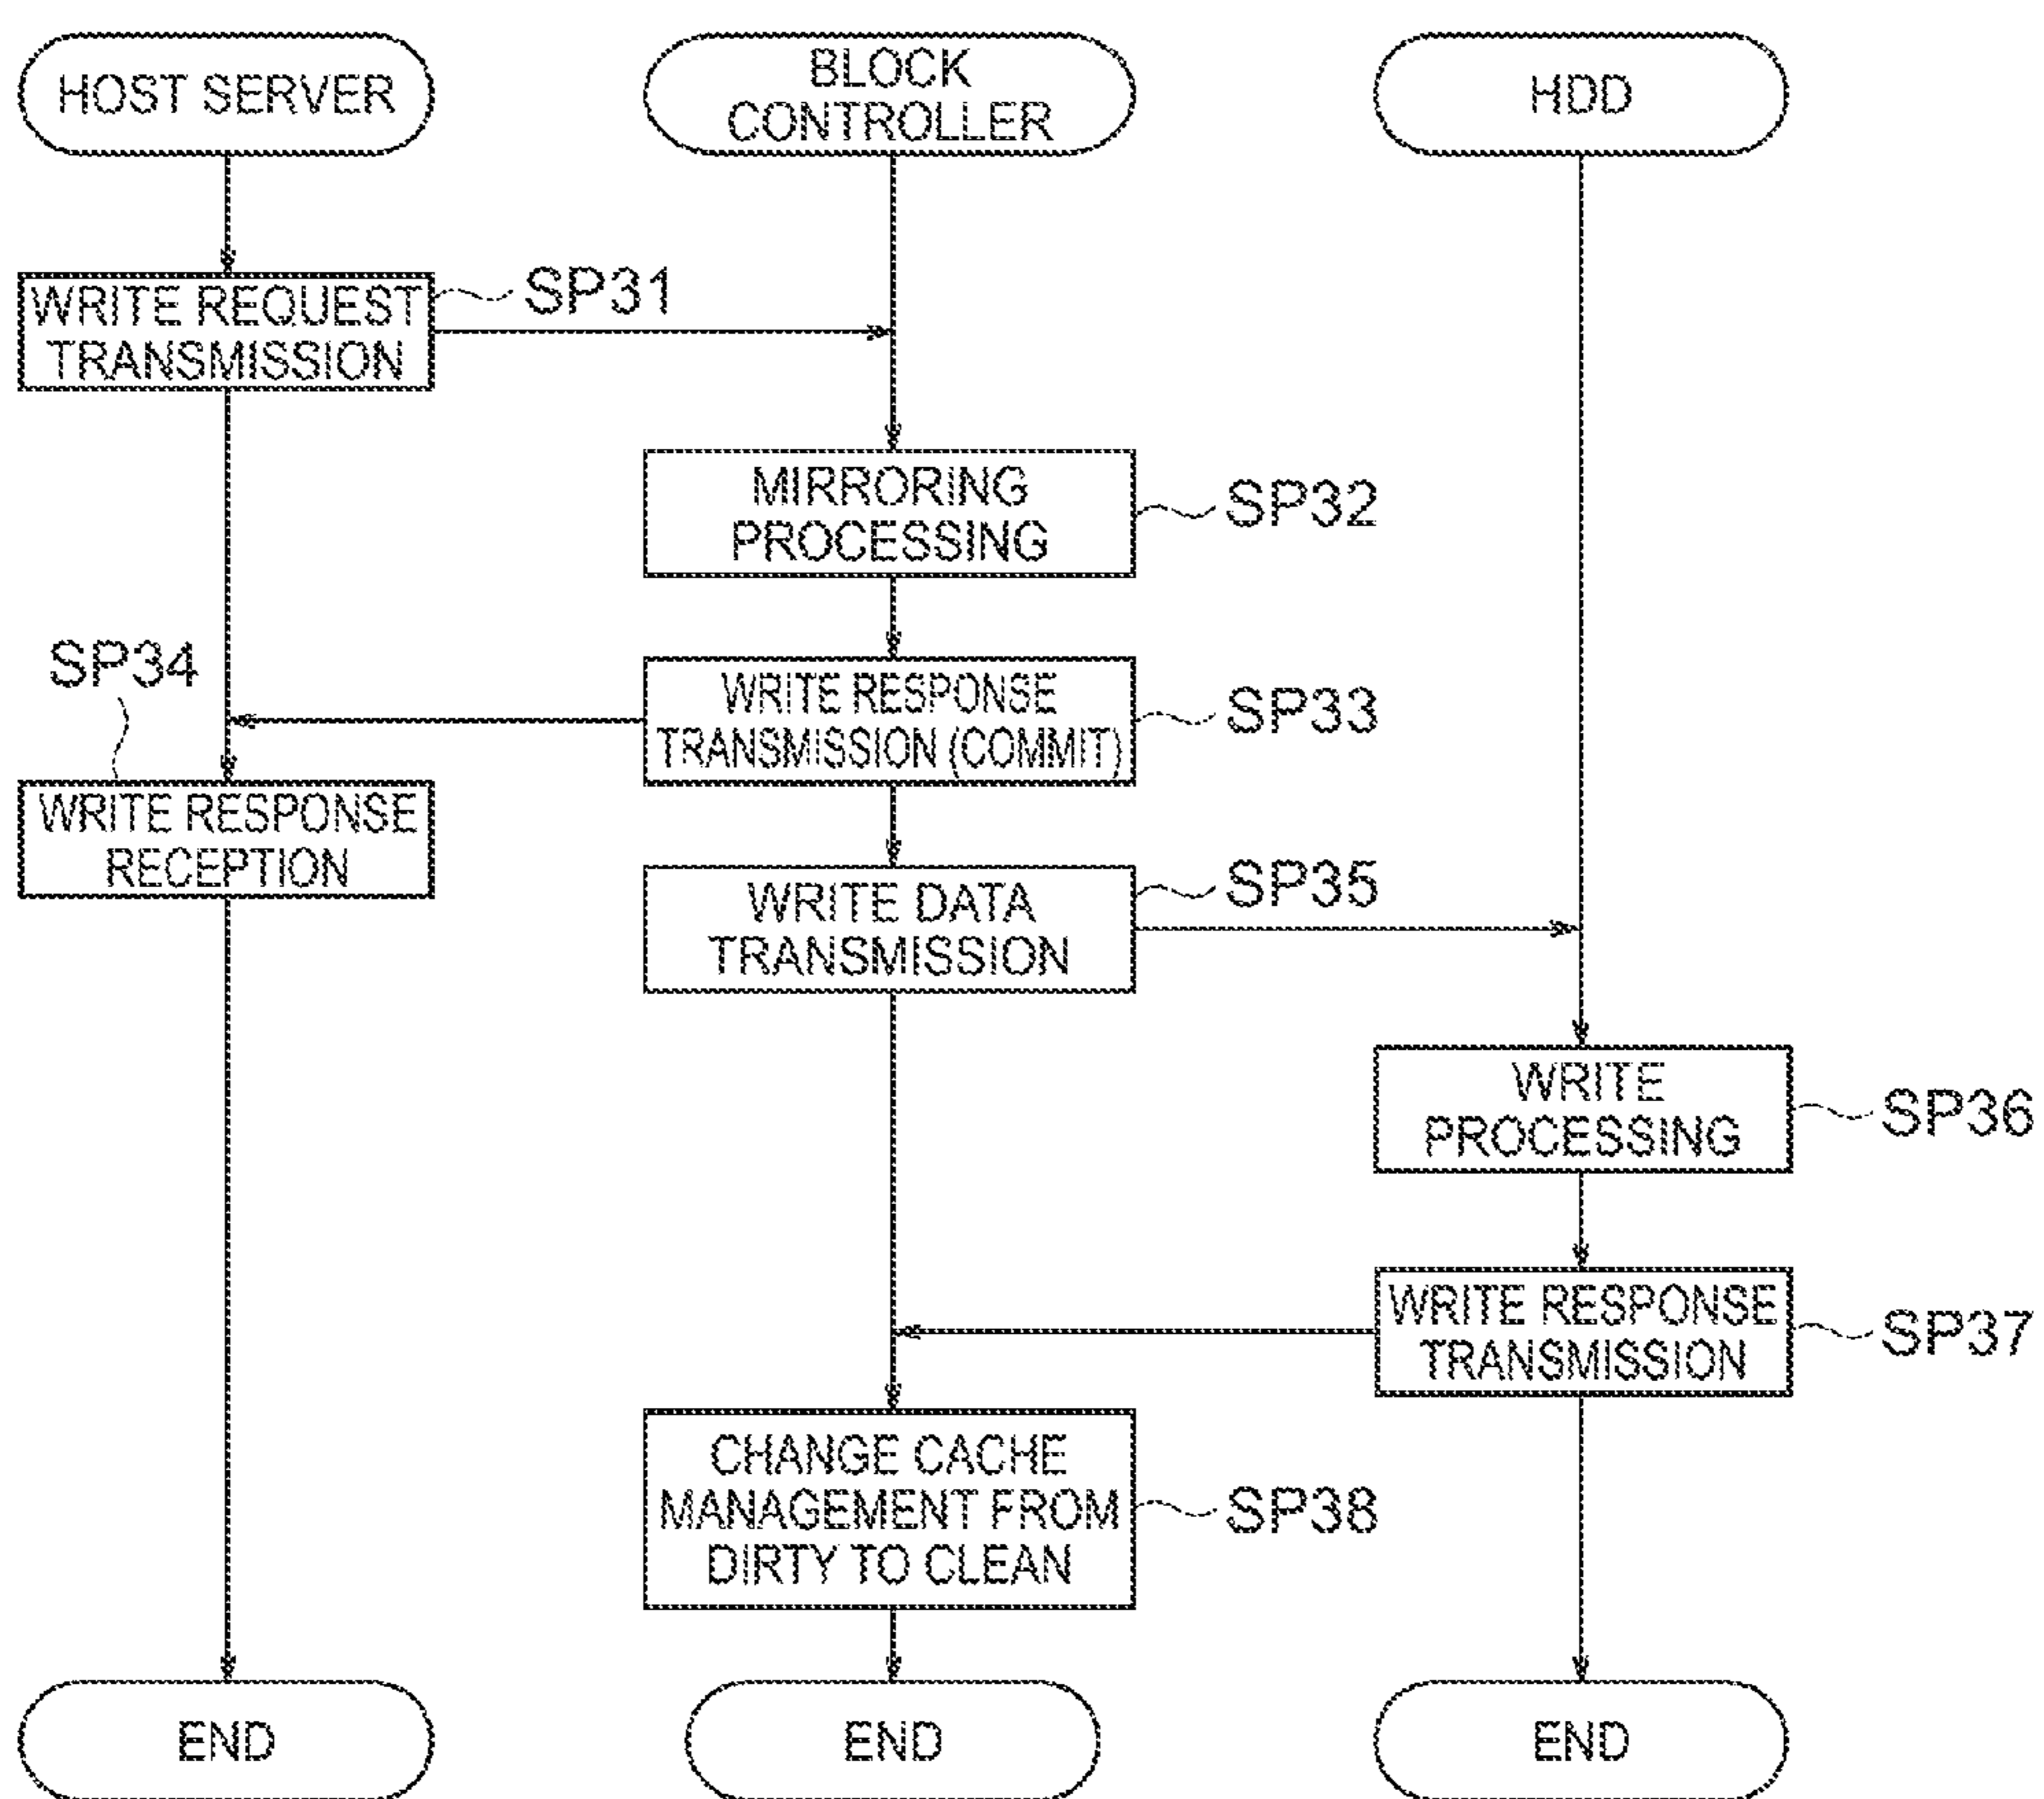 HOST SERVER
BLOCK
CONTROLLER
HDD
WRITE REQUEST
TRANSMISSION
SP31
MIRRORING
PROCESSING
SP32
SP34
WRITE RESPONSE
TRANSMISSION (COMMIT)
SP33
WRITE RESPONSE
RECEPTION
WRITE DATA
TRANSMISSION
SP35
WRITE
PROCESSING
SP36
WRITE RESPONSE
TRANSMISSION
SP37
CHANGE CACHE
MANAGEMENT FROM
DIRTY TO CLEAN
SP38
END
END
END